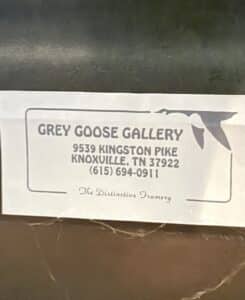 GREY GOOSE GALLERY
9539 KINGSTON PIKE
KNOXVILLE, TN 37922
(615) 694-0911
The Distinctive Framery